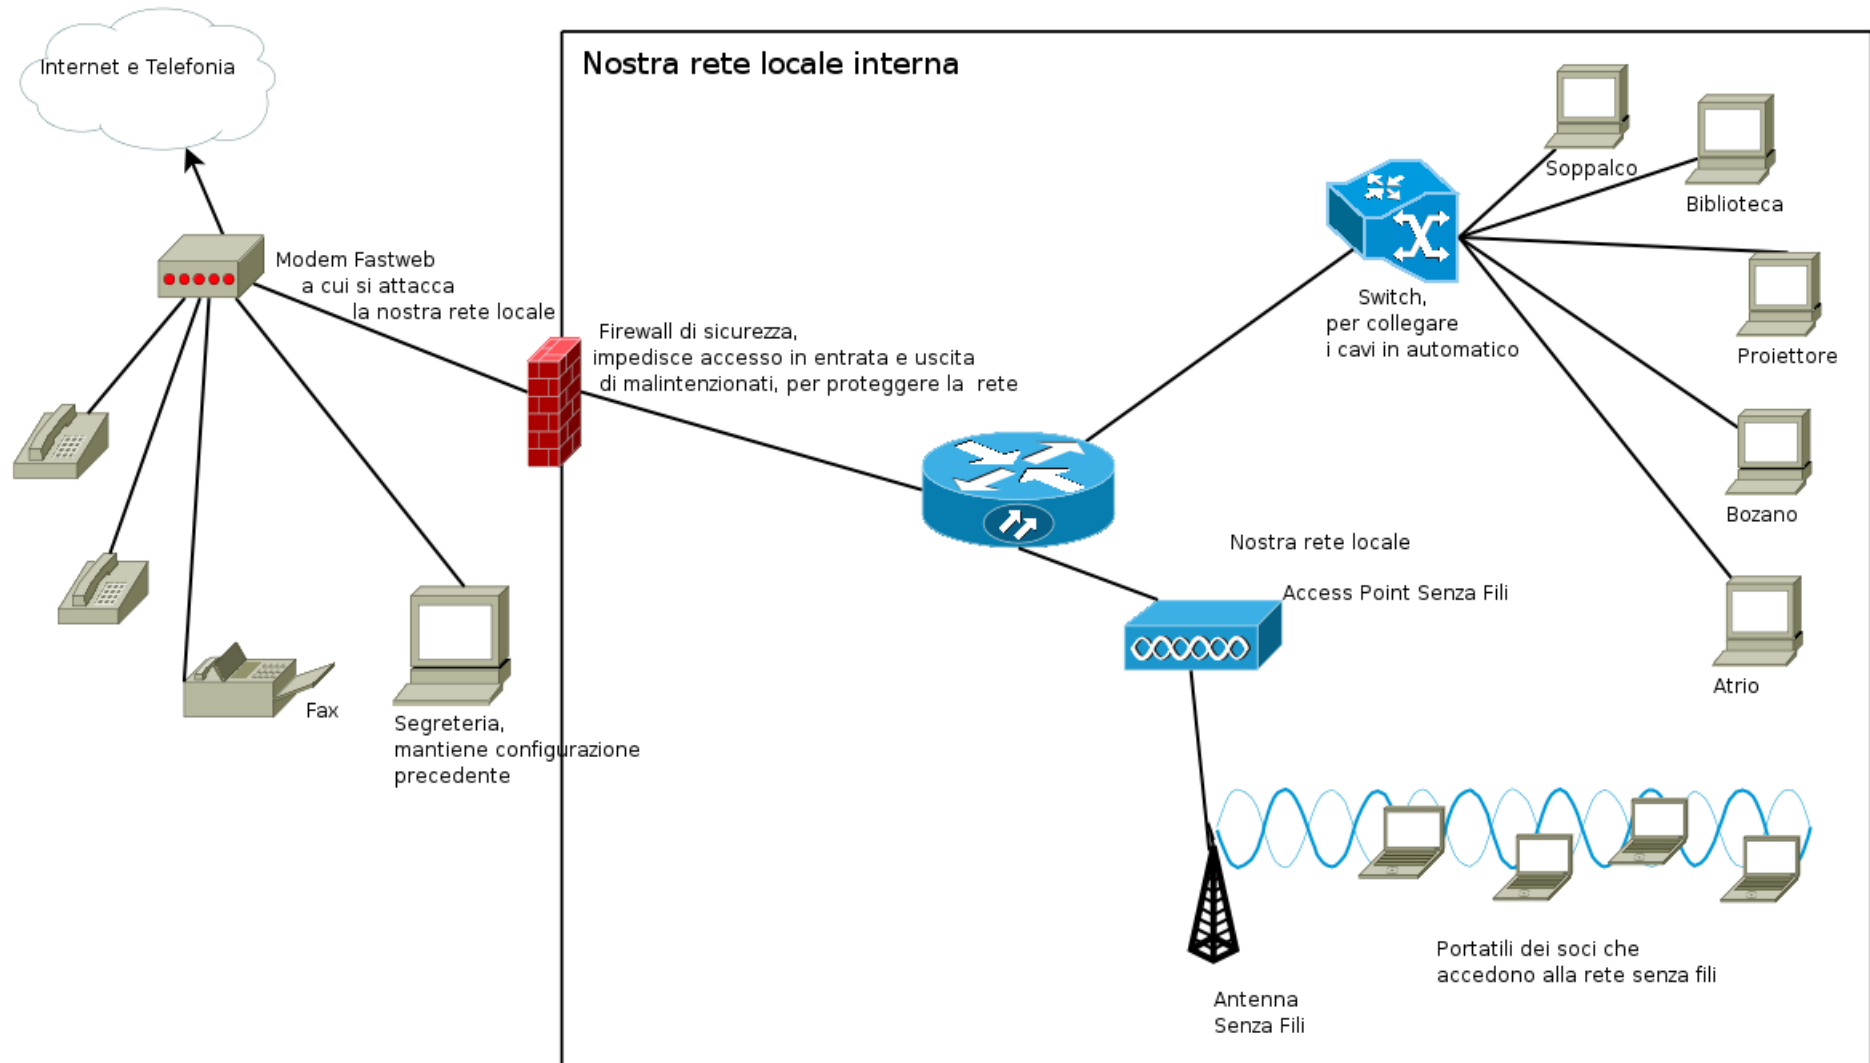 Internet e Telefonia
Nostra rete locale interna
Modem Fastweb
a cui si attacca
la nostra rete locale
Firewall di sicurezza,
impedisce accesso in entrata e uscita
di malintenzionati, per proteggere la rete
Switch,
per collegare
i cavi in automatico
Soppalco
Biblioteca
Proiettore
Bozano
Atrio
Nostra rete locale
Access Point Senza Fili
Fax
Segreteria,
mantiene configurazione
precedente
Portatili dei soci che
accedono alla rete senza fili
Antenna
Senza Fili